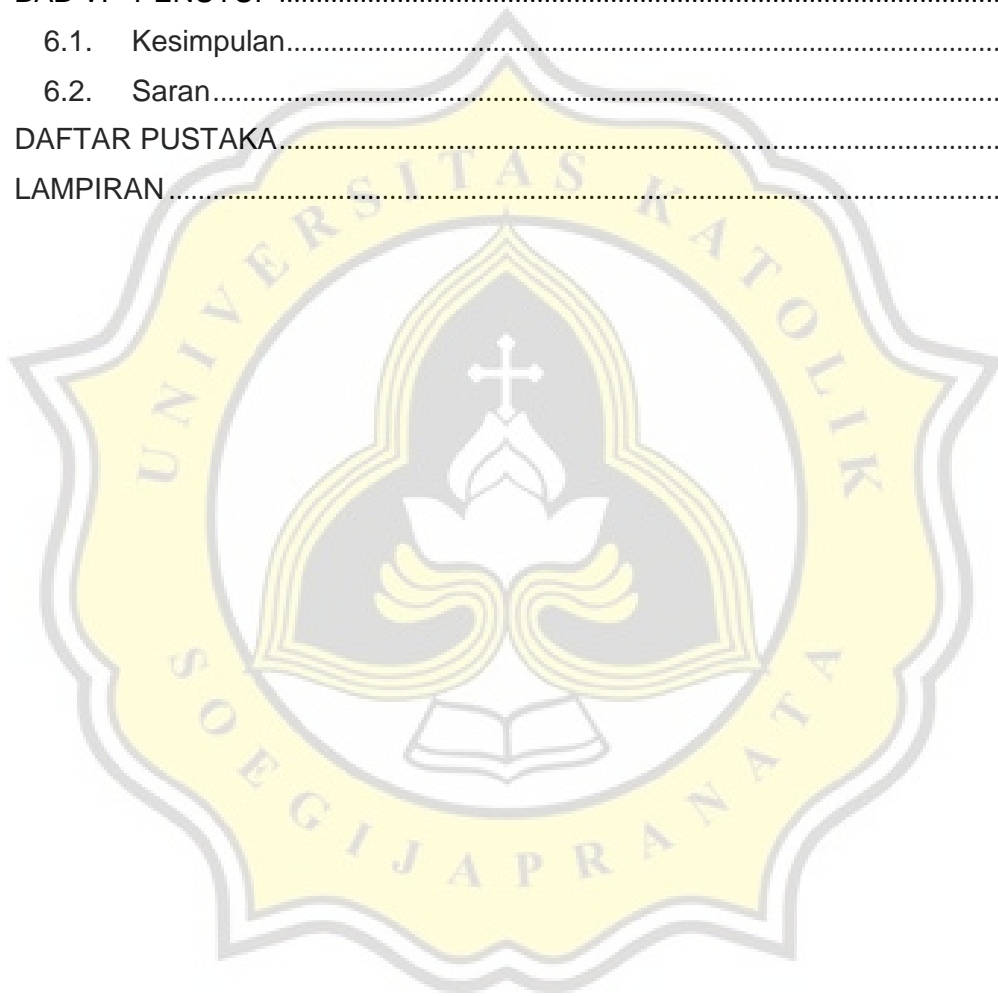 6.1. Kesimpulan
6.2. Saran
DAFTAR PUSTAKA
LAMPIRAN
UNIVERSITAS KATOLIK
SOEGIJAPRANATA